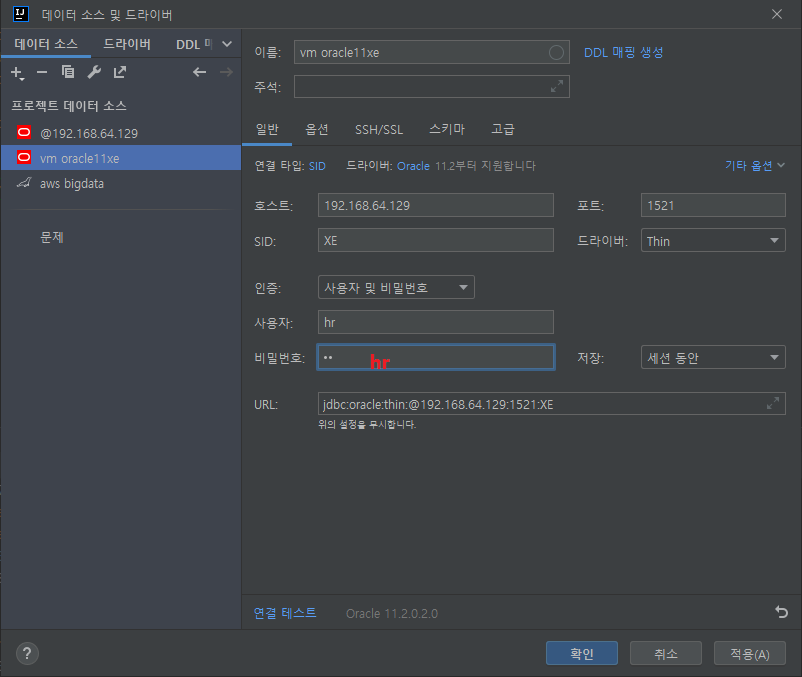 IJ 데이터 소스 및 드라이버
데이터 소스 드라이버 DDL
이름: vm oracle11xe DDL 매핑 생성
주석:
프로젝트 데이터 소스
@192.168.64.129
vm oracle11xe
aws bigdata
문제
일반 옵션 SSH/SSL 스키마 고급
연결 타입: SID 드라이버: Oracle 11.2부터 지원합니다 기타 옵션
호스트: 192.168.64.129 포트: 1521
SID: XE 드라이버: Thin
인증: 사용자 및 비밀번호
사용자: hr
비밀번호: •• hr 저장: 세션 동안
URL: jdbc:oracle:thin:@192.168.64.129:1521:XE
위의 설정을 무시합니다.
연결 테스트 Oracle 11.2.0.2.0
? 확인 취소 적용(A)